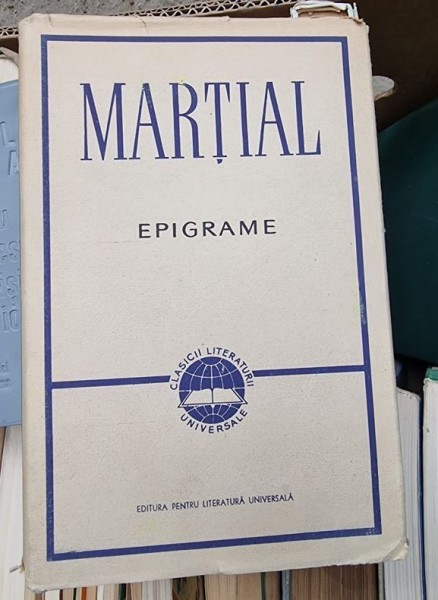 MARȚIAL
EPIGRAME
CLASICII LITERATURII
UNIVERSALE
EDITURA PENTRU LITERATURĂ UNIVERSALĂ